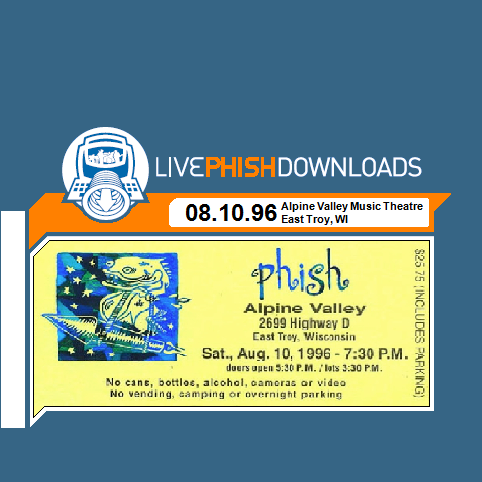 LIVEPHISHDOWNLOADS
08.10.96
Alpine Valley Music Theatre
East Troy, WI
phish
Alpine Valley
2699 Highway D
East Troy, Wisconsin
Sat., Aug. 10, 1996 - 7:30 P.M.
doors open 5:30 P.M. / lots 3:30 P.M.
No cans, bottles, alcohol, cameras or video
No vending, camping or overnight parking
$25.75 (INCLUDES PARKING)